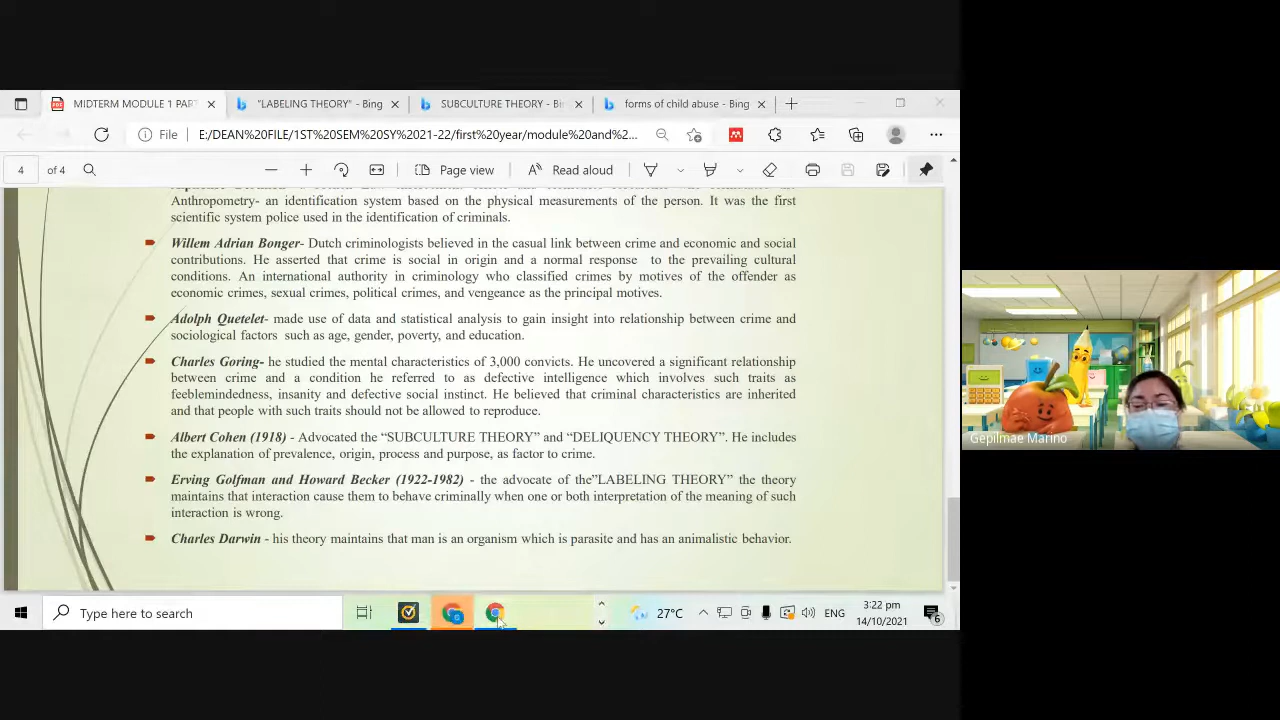 MIDTERM MODULE 1 PAR
"LABELING THEORY" - Bing
SUBCULTURE THEORY - Bi
forms of child abuse - Bing
File
E:/DEAN%20FILE/1ST%20SEM%20SY%2021-22/first%20year/module%20and%2...
4 of 4
Page view
Read aloud
Anthropometry- an identification system based on the physical measurements of the person. It was the first
scientific system police used in the identification of criminals.
Willem Adrian Bonger- Dutch criminologists believed in the casual link between crime and economic and social
contributions. He asserted that crime is social in origin and a normal response to the prevailing cultural
conditions. An international authority in criminology who classified crimes by motives of the offender as
economic crimes, sexual crimes, political crimes, and vengeance as the principal motives.
Adolph Quetelet- made use of data and statistical analysis to gain insight into relationship between crime and
sociological factors such as age, gender, poverty, and education.
Charles Goring- he studied the mental characteristics of 3,000 convicts. He uncovered a significant relationship
between crime and a condition he referred to as defective intelligence which involves such traits as
feeblemindedness, insanity and defective social instinct. He believed that criminal characteristics are inherited
and that people with such traits should not be allowed to reproduce.
Albert Cohen (1918) - Advocated the “SUBCULTURE THEORY” and “DELIQUENCY THEORY”. He includes
the explanation of prevalence, origin, process and purpose, as factor to crime.
Erving Golfman and Howard Becker (1922-1982) - the advocate of the”LABELING THEORY” the theory
maintains that interaction cause them to behave criminally when one or both interpretation of the meaning of such
interaction is wrong.
Charles Darwin - his theory maintains that man is an organism which is parasite and has an animalistic behavior.
Gepilmae Marino
Type here to search
27°C
ENG
3:22 pm
14/10/2021
6